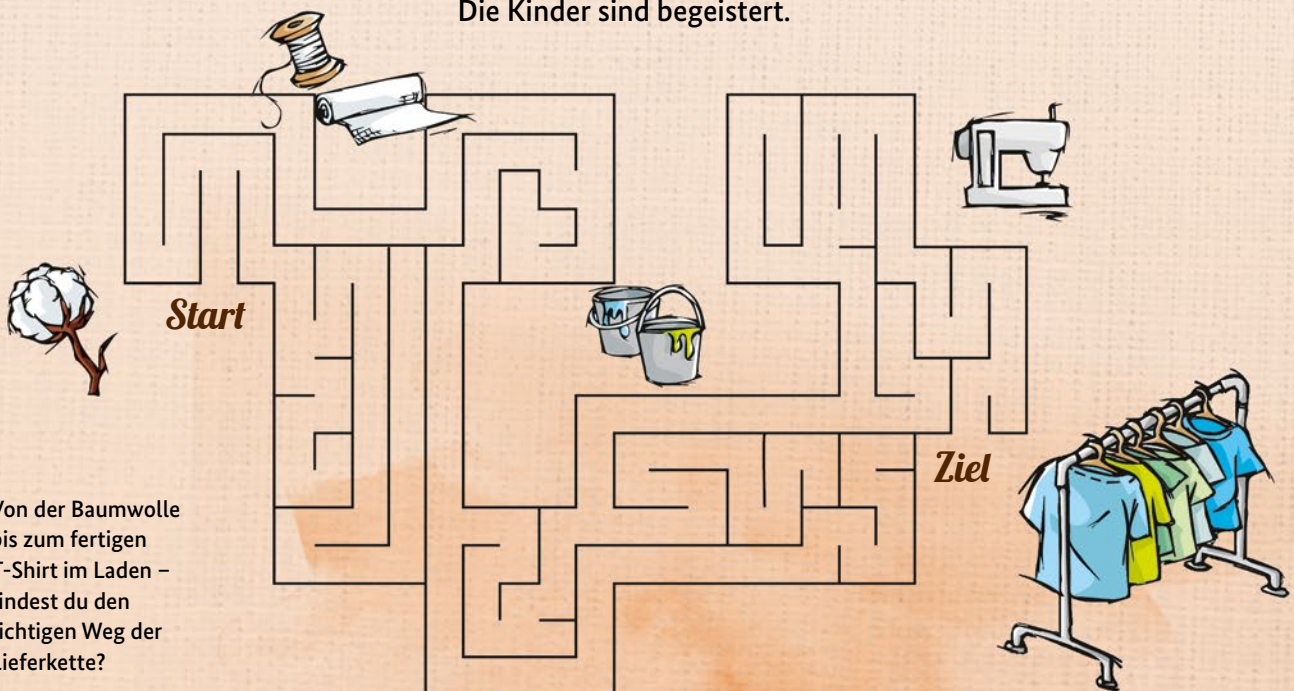 Die Kinder sind begeistert.
Start
Ziel
Von der Baumwolle
bis zum fertigen
T-Shirt im Laden –
findest du den
richtigen Weg der
Lieferkette?